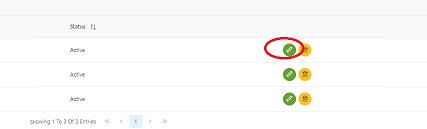 Status
Active
Active
Active
Showing 1 To 3 Of 3 Entries
1